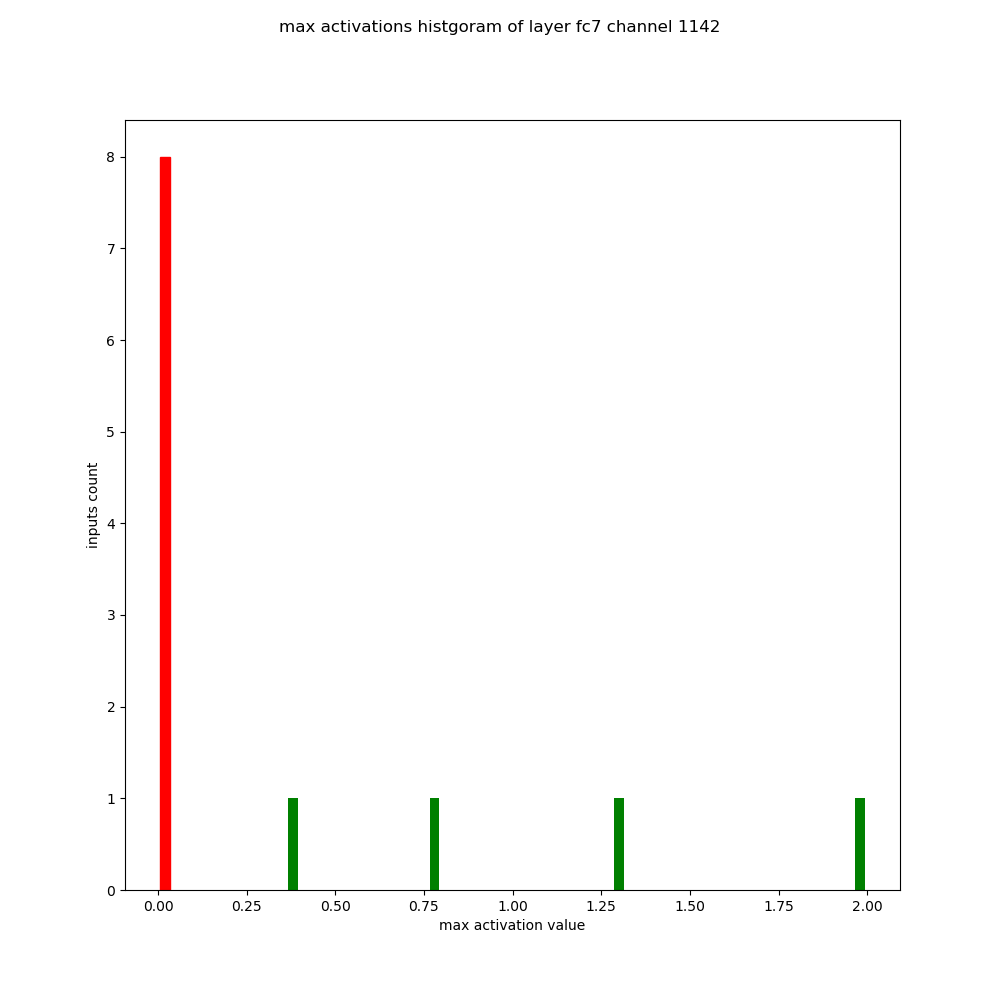 max activations histgoram of layer fc7 channel 1142
8
7
6
5
4
3
2
1
0
inputs count
0.00 0.25 0.50 0.75 1.00 1.25 1.50 1.75 2.00
max activation value